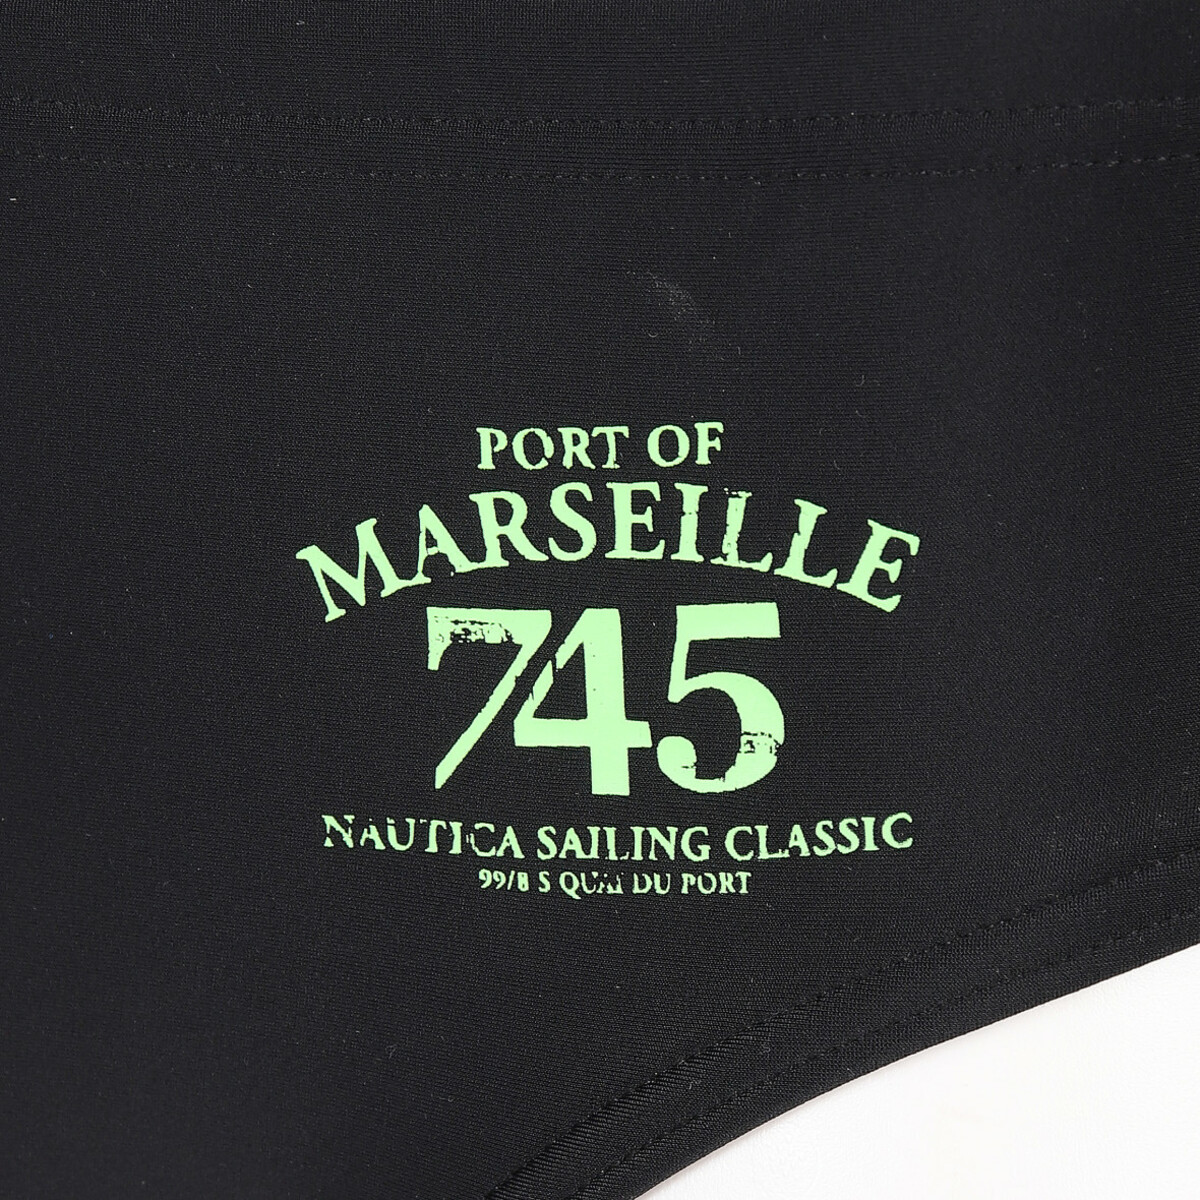 PORT OF
MARSEILLE
745
NAUTICA SAILING CLASSIC
99/8 S QUAI DU PORT